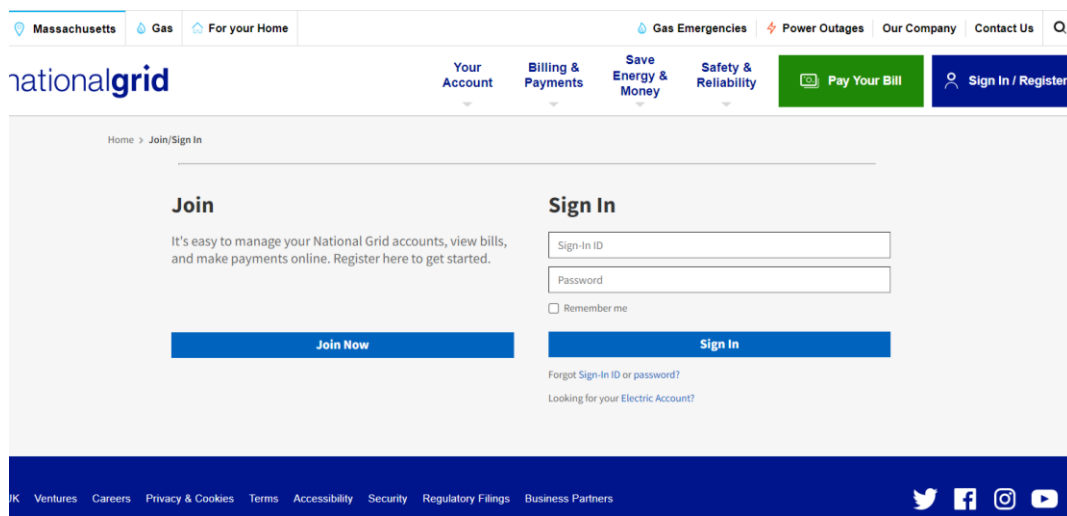 Massachusetts Gas For your Home Gas Emergencies Power Outages Our Company Contact Us
nationalgrid
Your Account
Billing & Payments
Save Energy & Money
Safety & Reliability
Pay Your Bill
Sign In / Register
Home > Join/Sign In
Join
It's easy to manage your National Grid accounts, view bills,
and make payments online. Register here to get started.
Join Now
Sign In
Sign-In ID
Password
Remember me
Sign In
Forgot Sign-In ID or password?
Looking for your Electric Account?
UK Ventures Careers Privacy & Cookies Terms Accessibility Security Regulatory Filings Business Partners